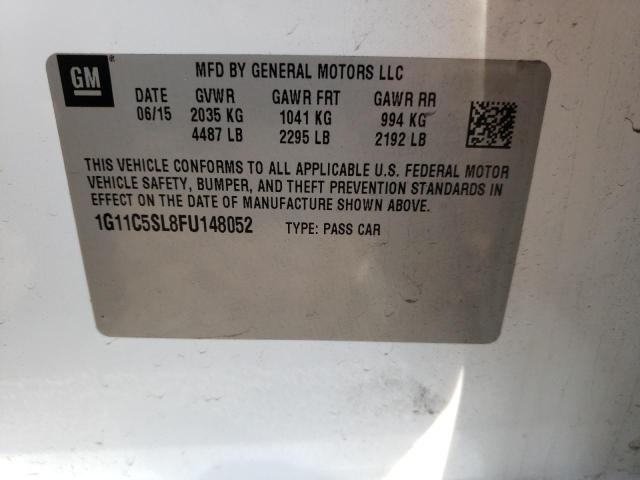 GM®
MFD BY GENERAL MOTORS LLC
DATE GVWR GAWR FRT GAWR RR
06/15 2035 KG 1041 KG 994 KG
4487 LB 2295 LB 2192 LB
THIS VEHICLE CONFORMS TO ALL APPLICABLE U.S. FEDERAL MOTOR
VEHICLE SAFETY, BUMPER, AND THEFT PREVENTION STANDARDS IN
EFFECT ON THE DATE OF MANUFACTURE SHOWN ABOVE.
1G11C5SL8FU148052 TYPE: PASS CAR